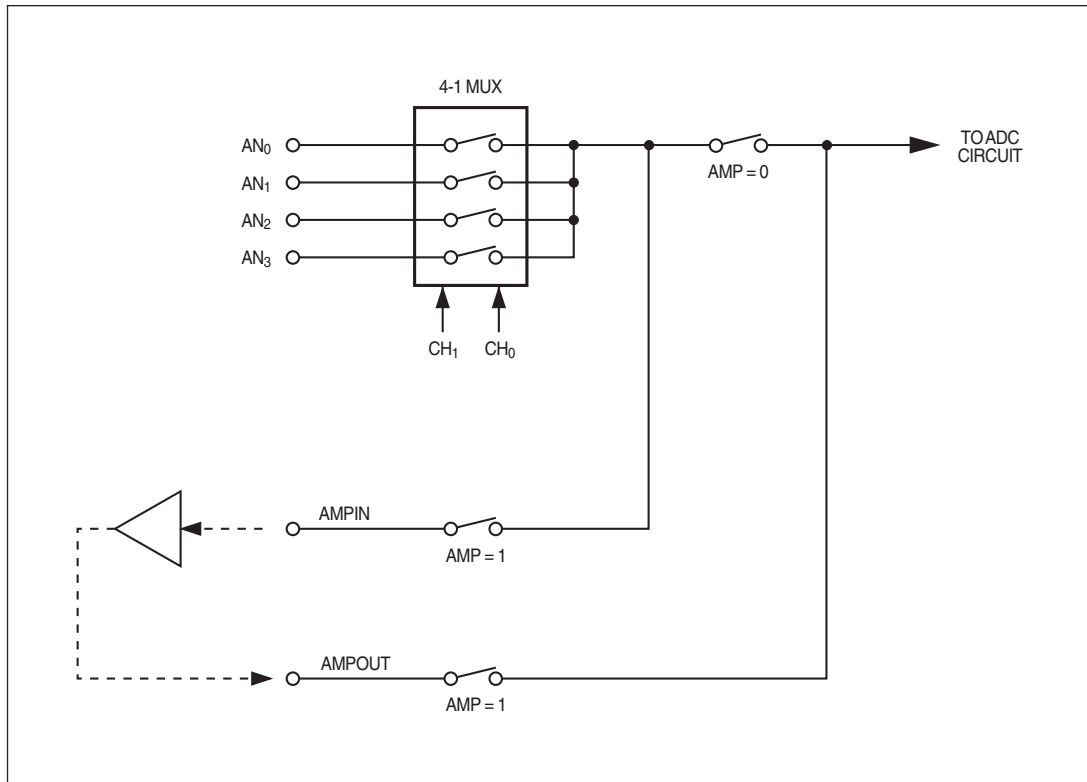 4-1 MUX
AN₀
AN₁
AN₂
AN₃
AMP = 0
TO ADC
CIRCUIT
CH₁
CH₀
AMPIN
AMP = 1
AMPOUT
AMP = 1